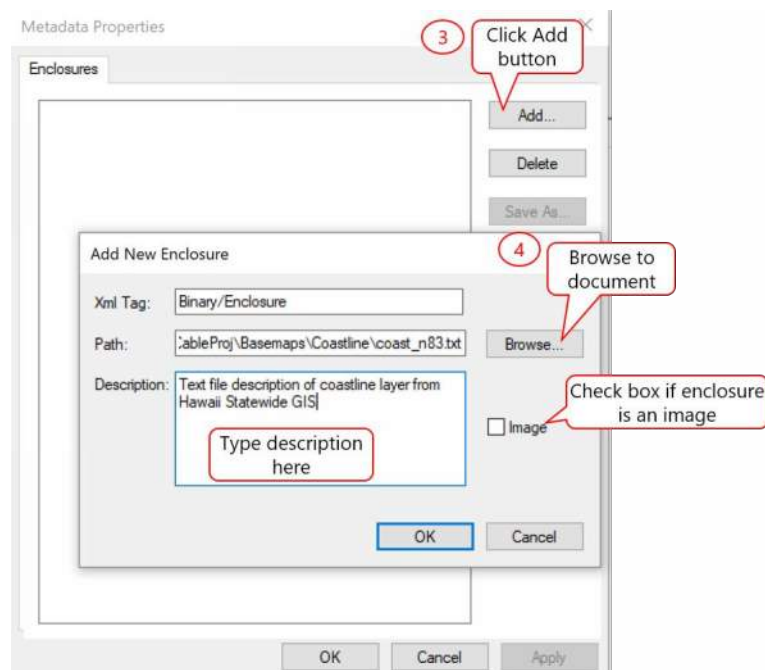 Metadata Properties
3
Click Add
button
Enclosures
Add...
Delete
Save As...
Add New Enclosure
4
Browse to
document
Xml Tag:
Binary/Enclosure
Path:
:ableProj\Basemaps\Coastline\coast_n83.txt
Browse...
Description:
Text file description of coastline layer from
Hawaii Statewide GIS
Check box if enclosure
is an image
Image
Type description
here
OK
Cancel
OK
Cancel
Apply